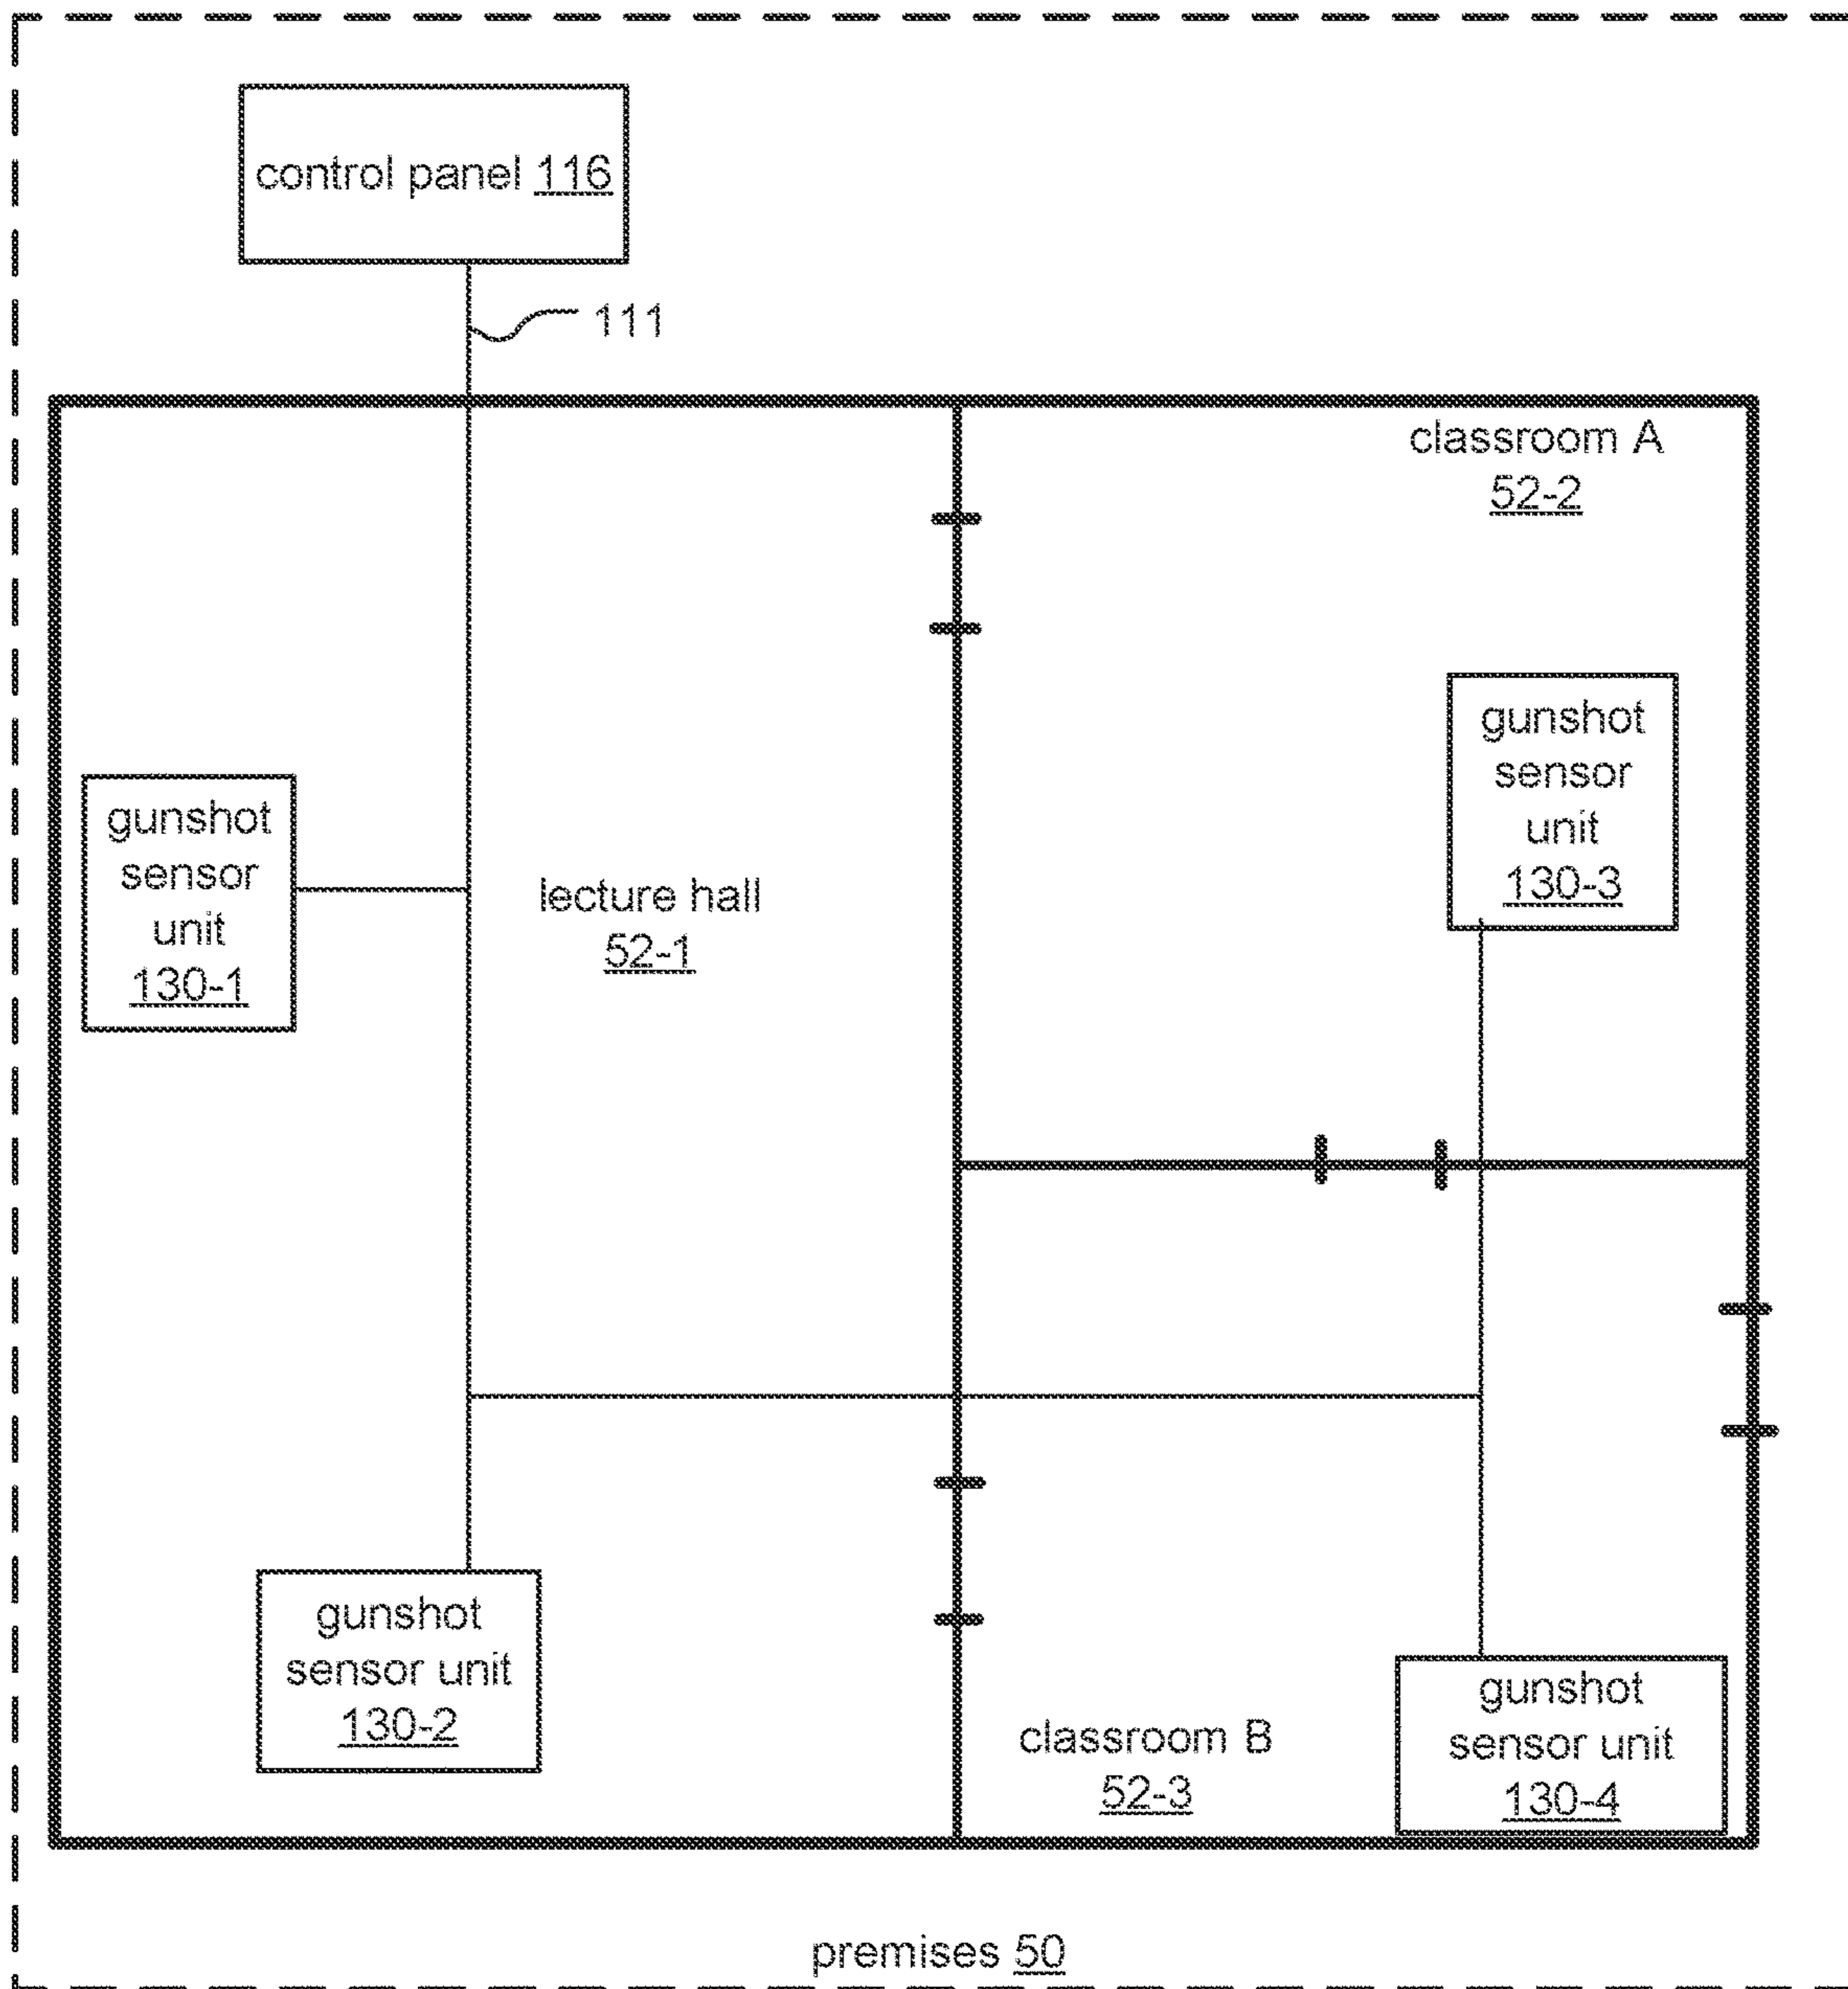 control panel 116
111
classroom A
52-2
gunshot
sensor
unit
130-3
gunshot
sensor
unit
130-1
lecture hall
52-1
gunshot
sensor unit
130-2
classroom B
52-3
gunshot
sensor unit
130-4
premises 50